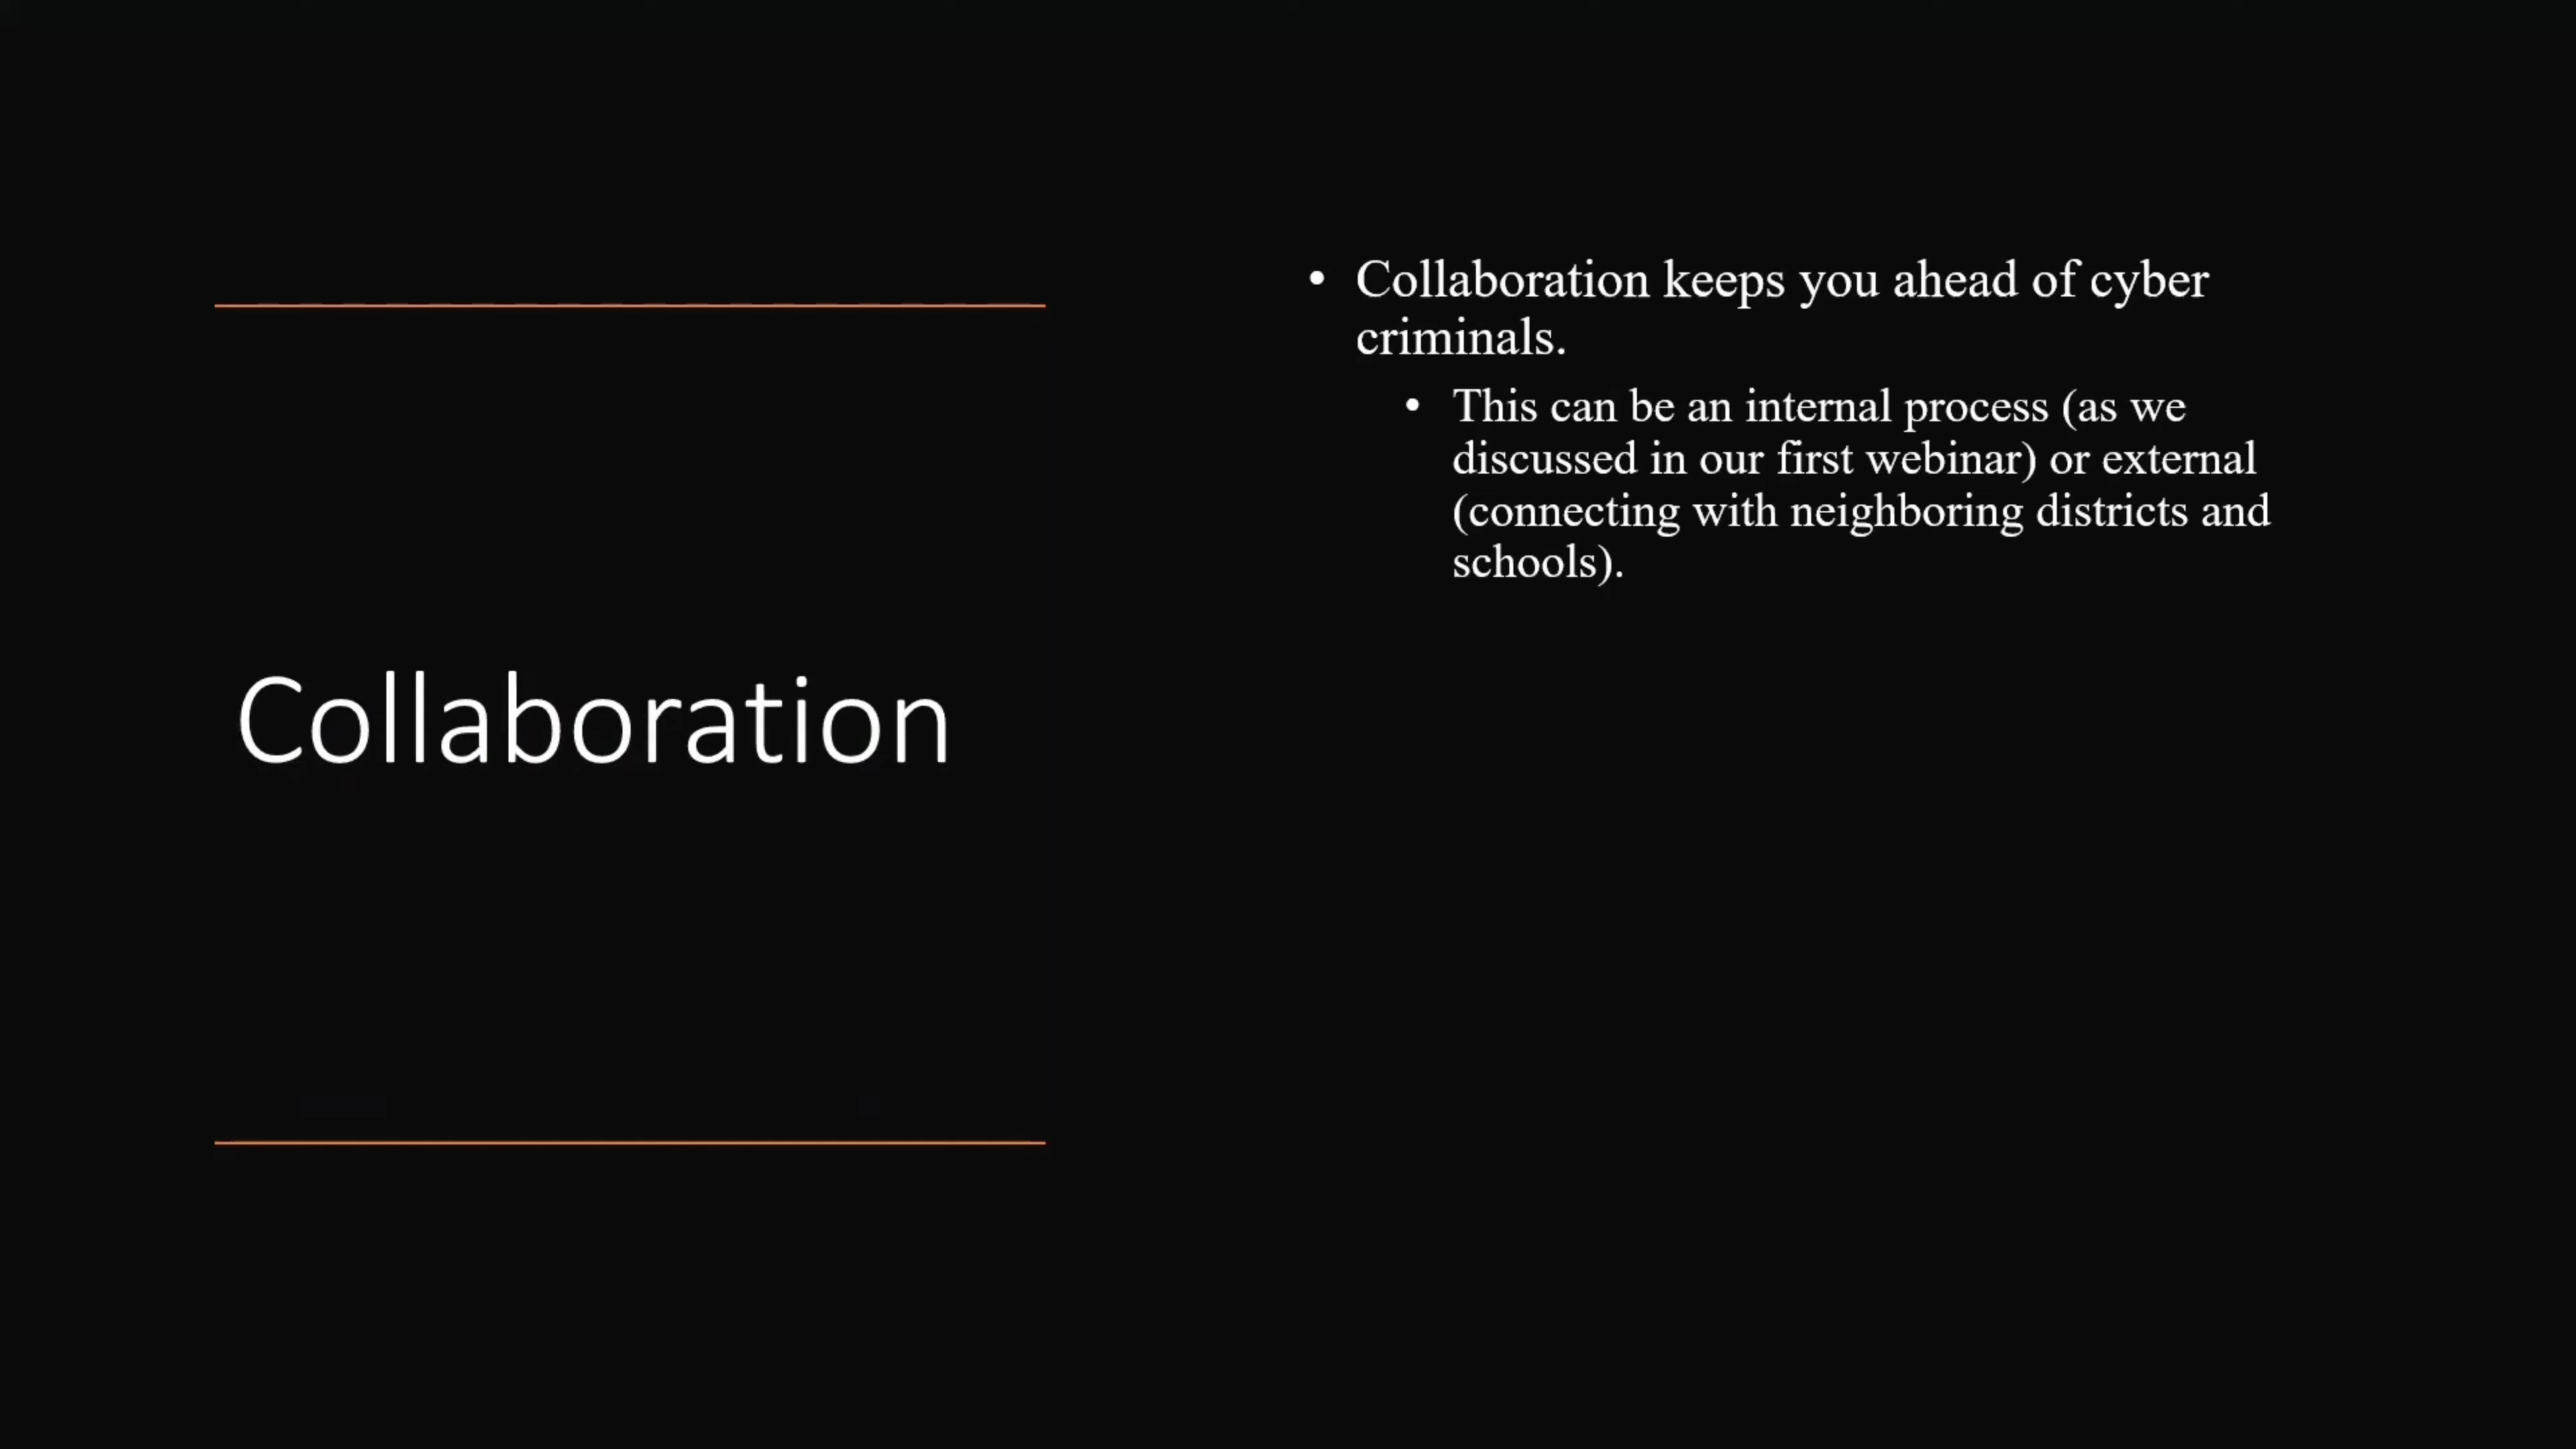 Collaboration
• Collaboration keeps you ahead of cyber
criminals.
• This can be an internal process (as we
discussed in our first webinar) or external
(connecting with neighboring districts and
schools).